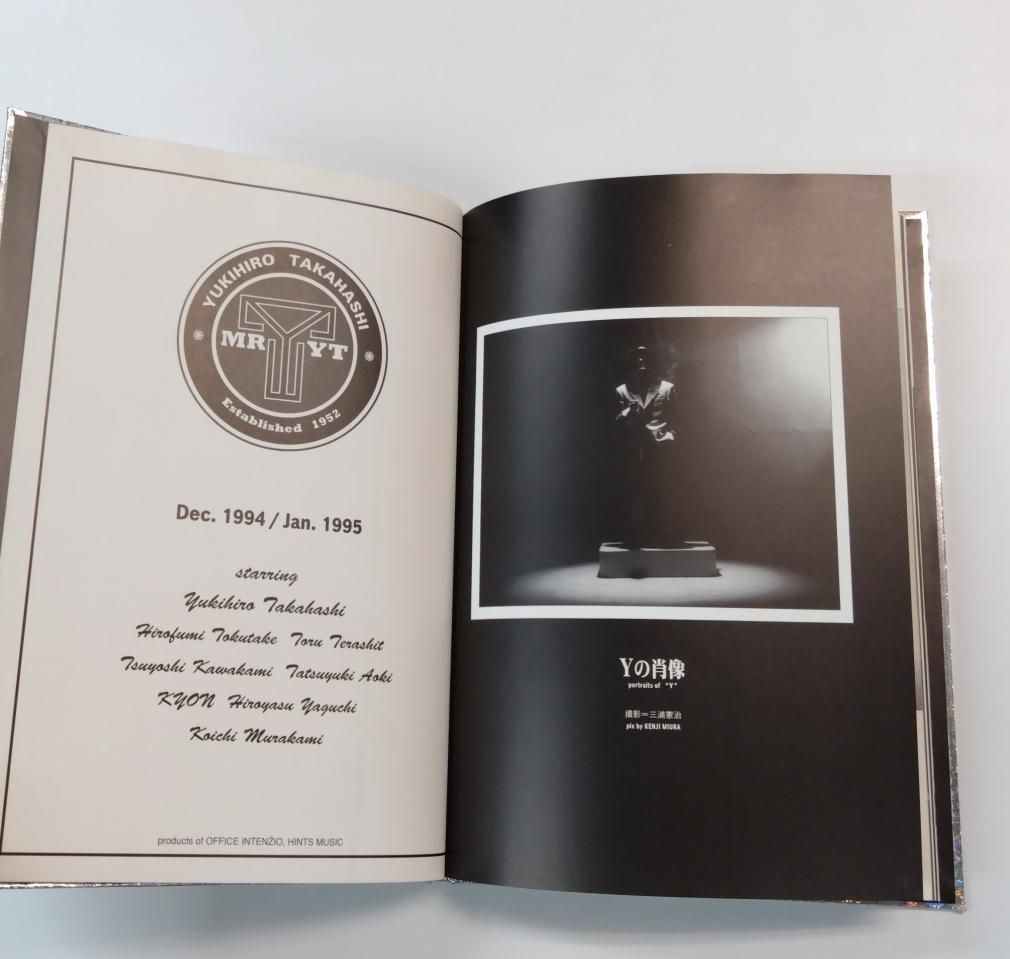 YUKIHIRO TAKAHASHI
MR YT
Established 1952
Dec. 1994 / Jan. 1995
starring
Yukihiro Takahashi
Hirofumi Tokutake Toru Terashit
Tsuyoshi Kawakami Tatsuyuki Aoki
KYON Hiroyasu Yaguchi
Koichi Murakami
products of OFFICE INTENŽIO, HINTS MUSIC
Yの肖像
portraits of "Y"
撮影=三浦憲治
pix by KENJI MIURA